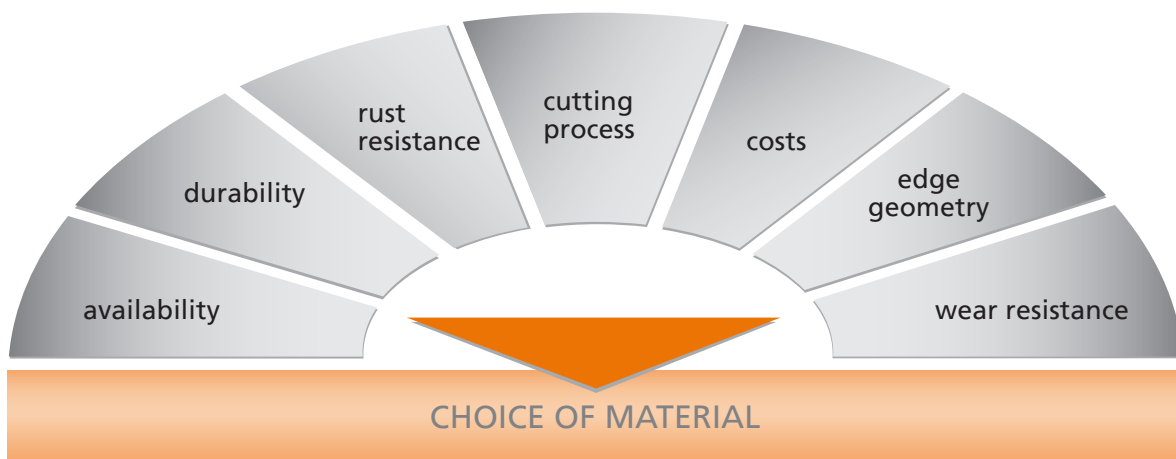 availability
durability
rust
resistance
cutting
process
costs
edge
geometry
wear resistance
CHOICE OF MATERIAL